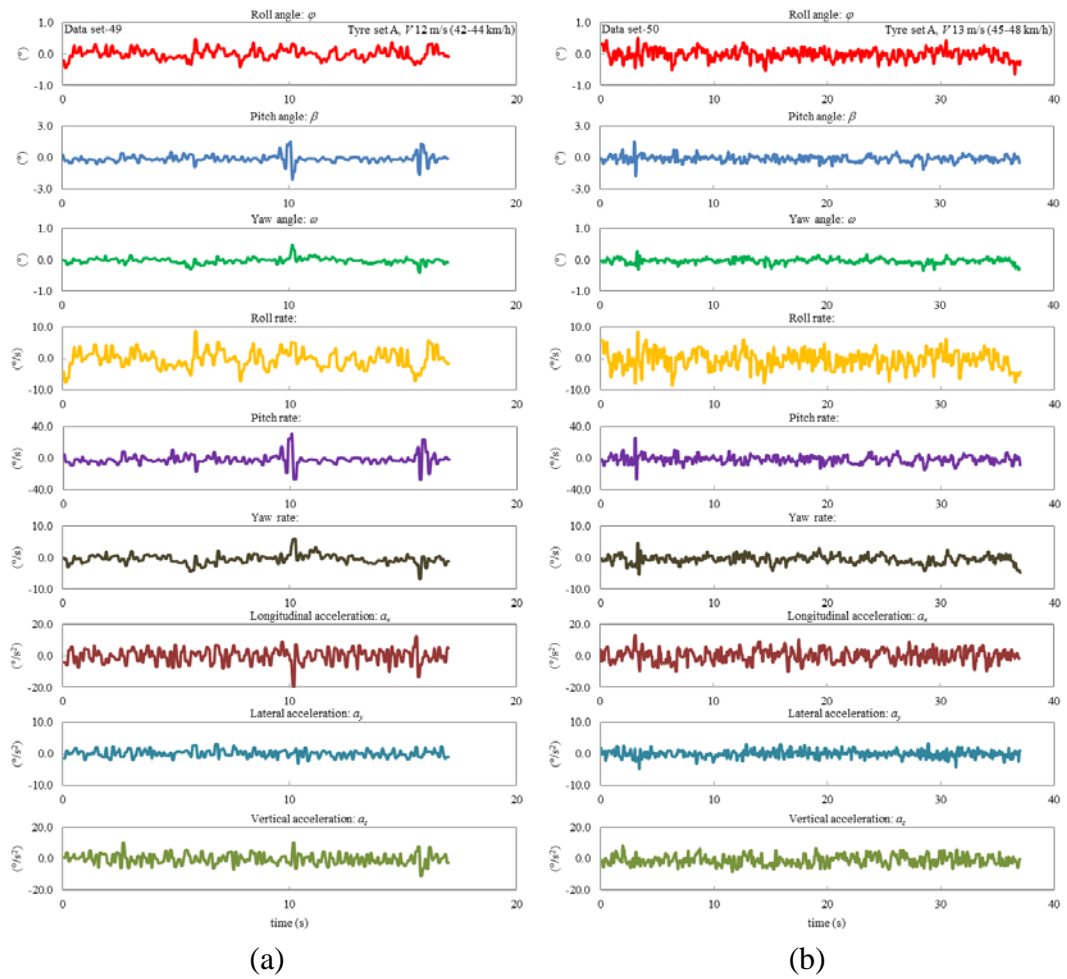 Roll angle: φ
Data set-49 Tyre set A, V 12 m/s (42-44 km/h)
1.0
0.0
-1.0
(°)
0 10 20
Pitch angle: β
3.0
0.0
-3.0
(°)
0 10 20
Yaw angle: ω
1.0
0.0
-1.0
(°)
0 10 20
Roll rate:
10.0
0.0
-10.0
(°/s)
0 10 20
Pitch rate:
40.0
0.0
-40.0
(°/s)
0 10 20
Yaw rate:
10.0
0.0
-10.0
(°/s)
0 10 20
Longitudinal acceleration: aₓ
20.0
0.0
-20.0
(°/s²)
0 10 20
Lateral acceleration: a_y
10.0
0.0
-10.0
(°/s²)
0 10 20
Vertical acceleration: a_z
20.0
0.0
-20.0
(°/s²)
0 10 20
time (s)
(a)
Roll angle: φ
Data set-50 Tyre set A, V 13 m/s (45-48 km/h)
1.0
0.0
-1.0
(°)
0 10 20 30 40
Pitch angle: β
3.0
0.0
-3.0
(°)
0 10 20 30 40
Yaw angle: ω
1.0
0.0
-1.0
(°)
0 10 20 30 40
Roll rate:
10.0
0.0
-10.0
(°/s)
0 10 20 30 40
Pitch rate:
40.0
0.0
-40.0
(°/s)
0 10 20 30 40
Yaw rate:
10.0
0.0
-10.0
(°/s)
0 10 20 30 40
Longitudinal acceleration: aₓ
20.0
0.0
-20.0
(°/s²)
0 10 20 30 40
Lateral acceleration: a_y
10.0
0.0
-10.0
(°/s²)
0 10 20 30 40
Vertical acceleration: a_z
20.0
0.0
-20.0
(°/s²)
0 10 20 30 40
time (s)
(b)